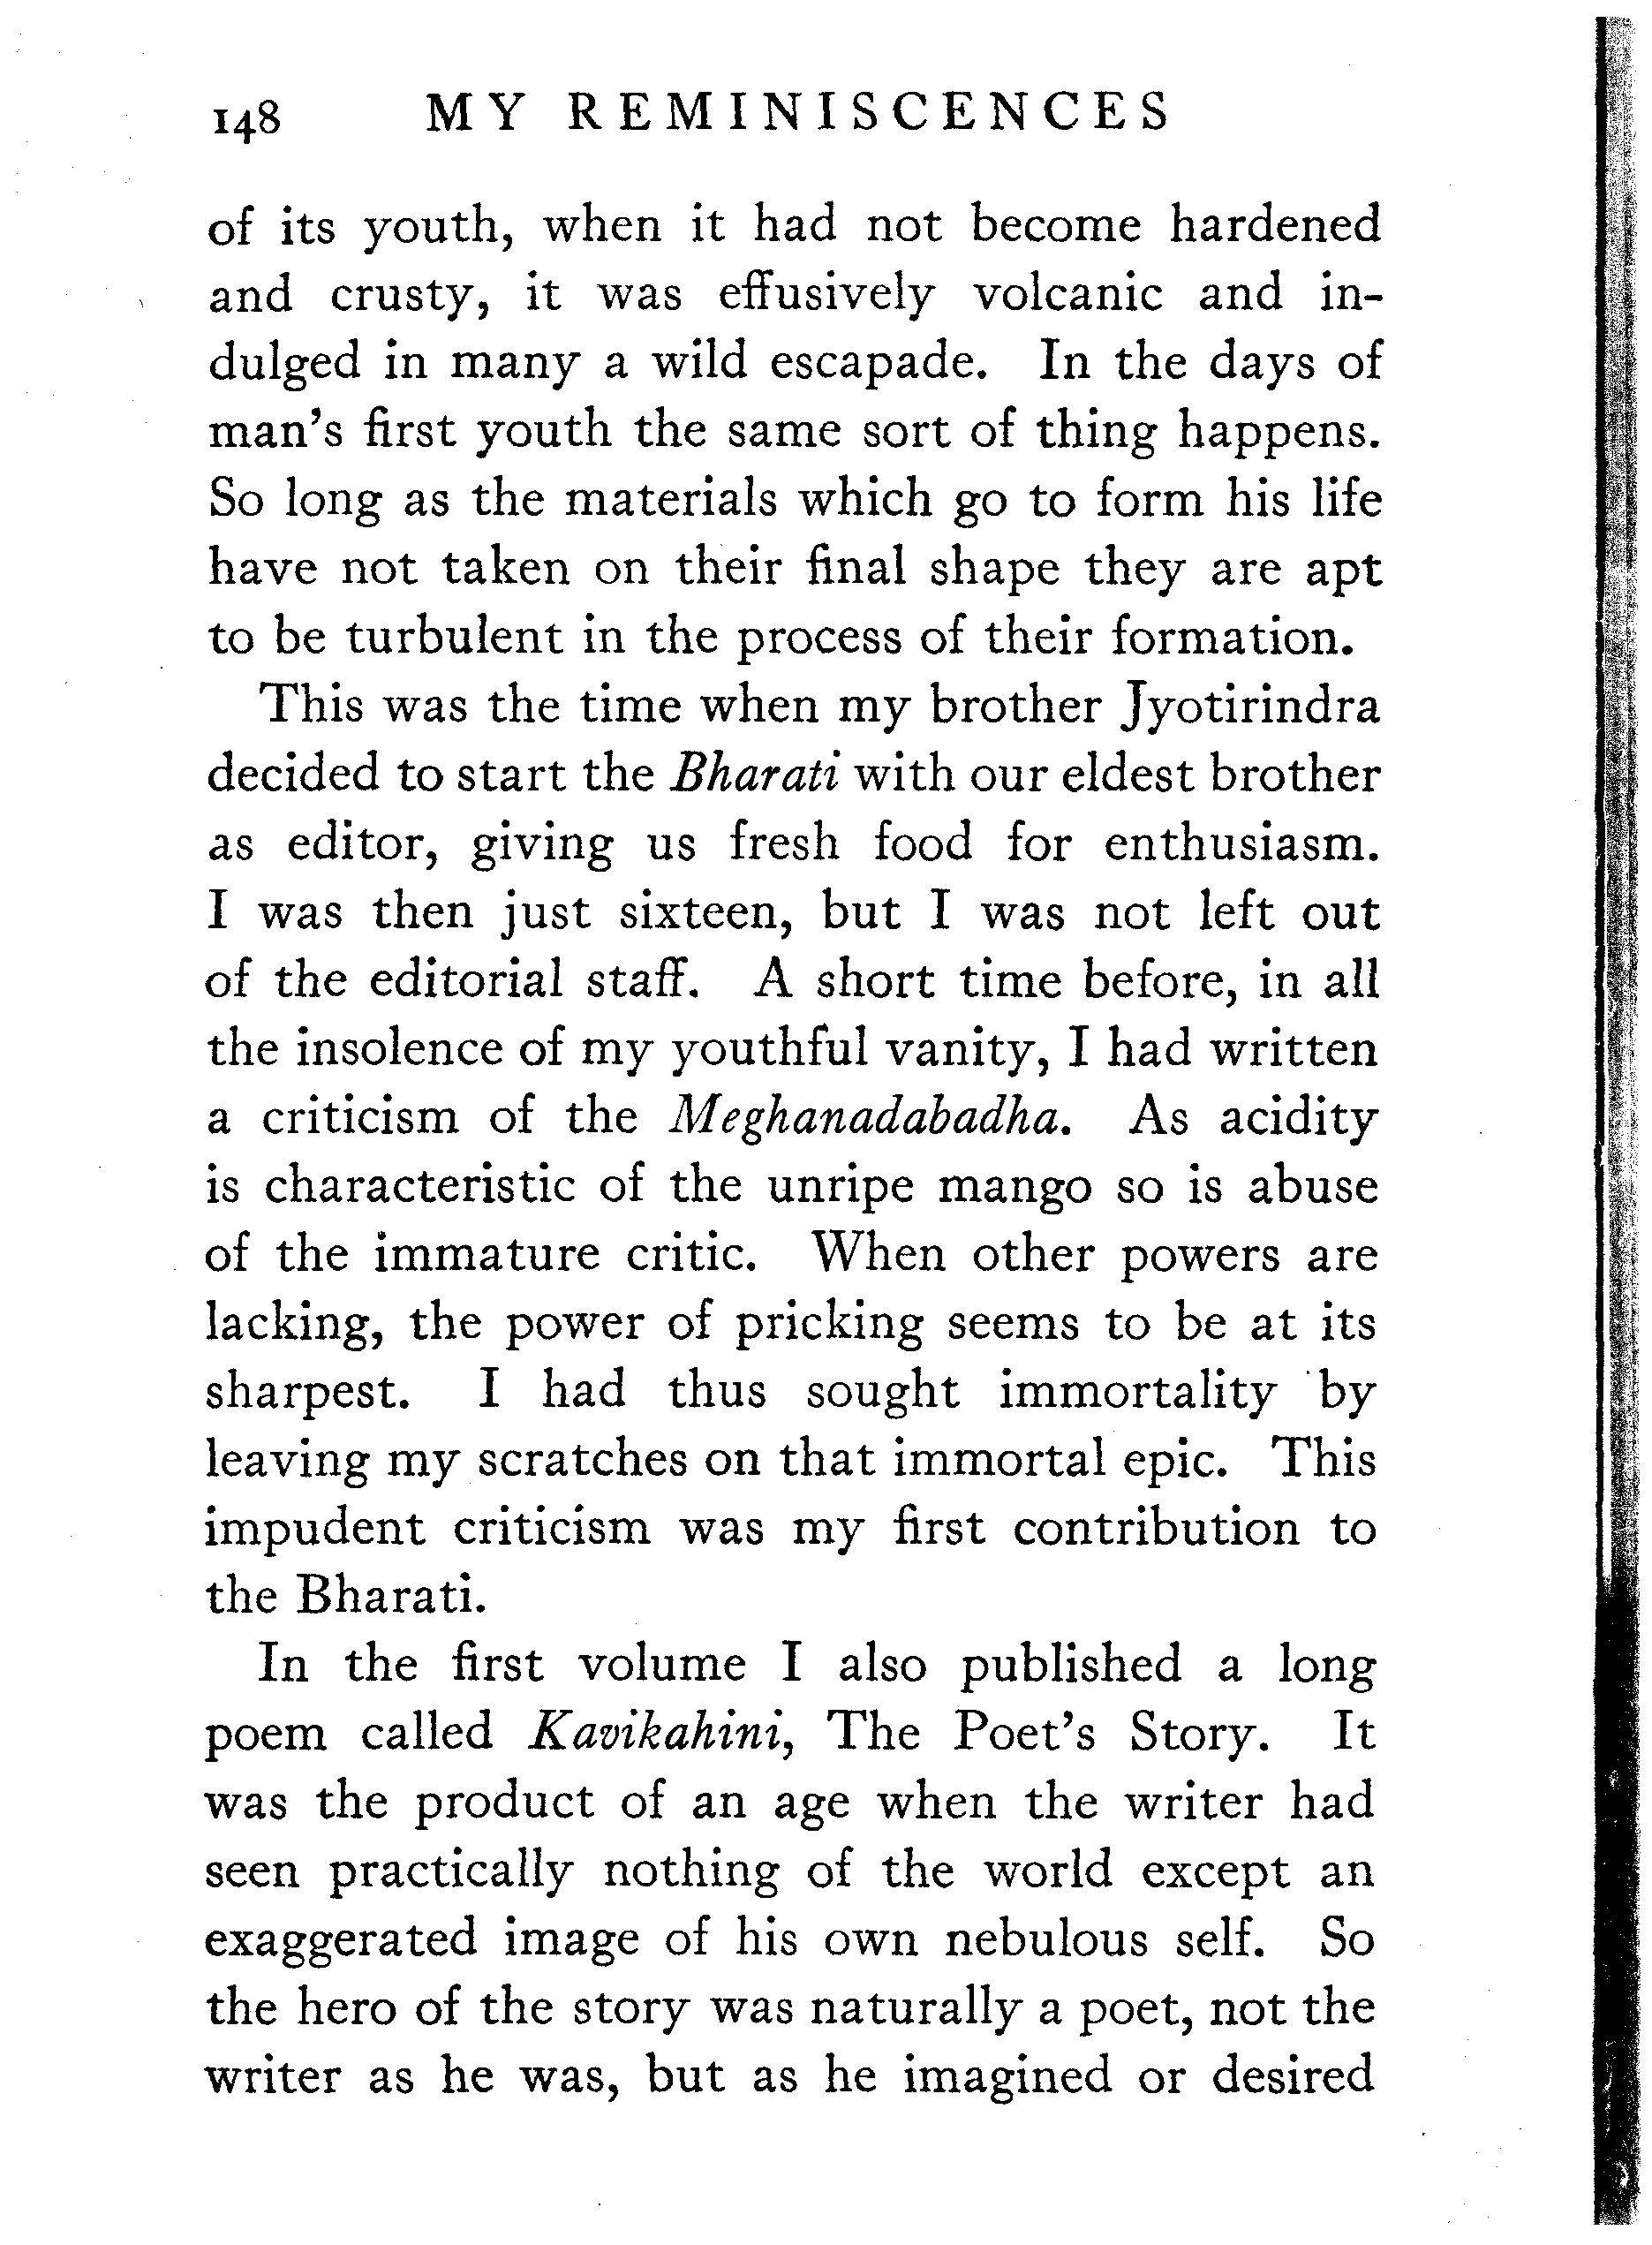 148 MY REMINISCENCES
of its youth, when it had not become hardened
and crusty, it was effusively volcanic and in-
dulged in many a wild escapade. In the days of
man's first youth the same sort of thing happens.
So long as the materials which go to form his life
have not taken on their final shape they are apt
to be turbulent in the process of their formation.
This was the time when my brother Jyotirindra
decided to start the Bharati with our eldest brother
as editor, giving us fresh food for enthusiasm.
I was then just sixteen, but I was not left out
of the editorial staff. A short time before, in all
the insolence of my youthful vanity, I had written
a criticism of the Meghanadabadha. As acidity
is characteristic of the unripe mango so is abuse
of the immature critic. When other powers are
lacking, the power of pricking seems to be at its
sharpest. I had thus sought immortality by
leaving my scratches on that immortal epic. This
impudent criticism was my first contribution to
the Bharati.
In the first volume I also published a long
poem called Kavikahini, The Poet's Story. It
was the product of an age when the writer had
seen practically nothing of the world except an
exaggerated image of his own nebulous self. So
the hero of the story was naturally a poet, not the
writer as he was, but as he imagined or desired